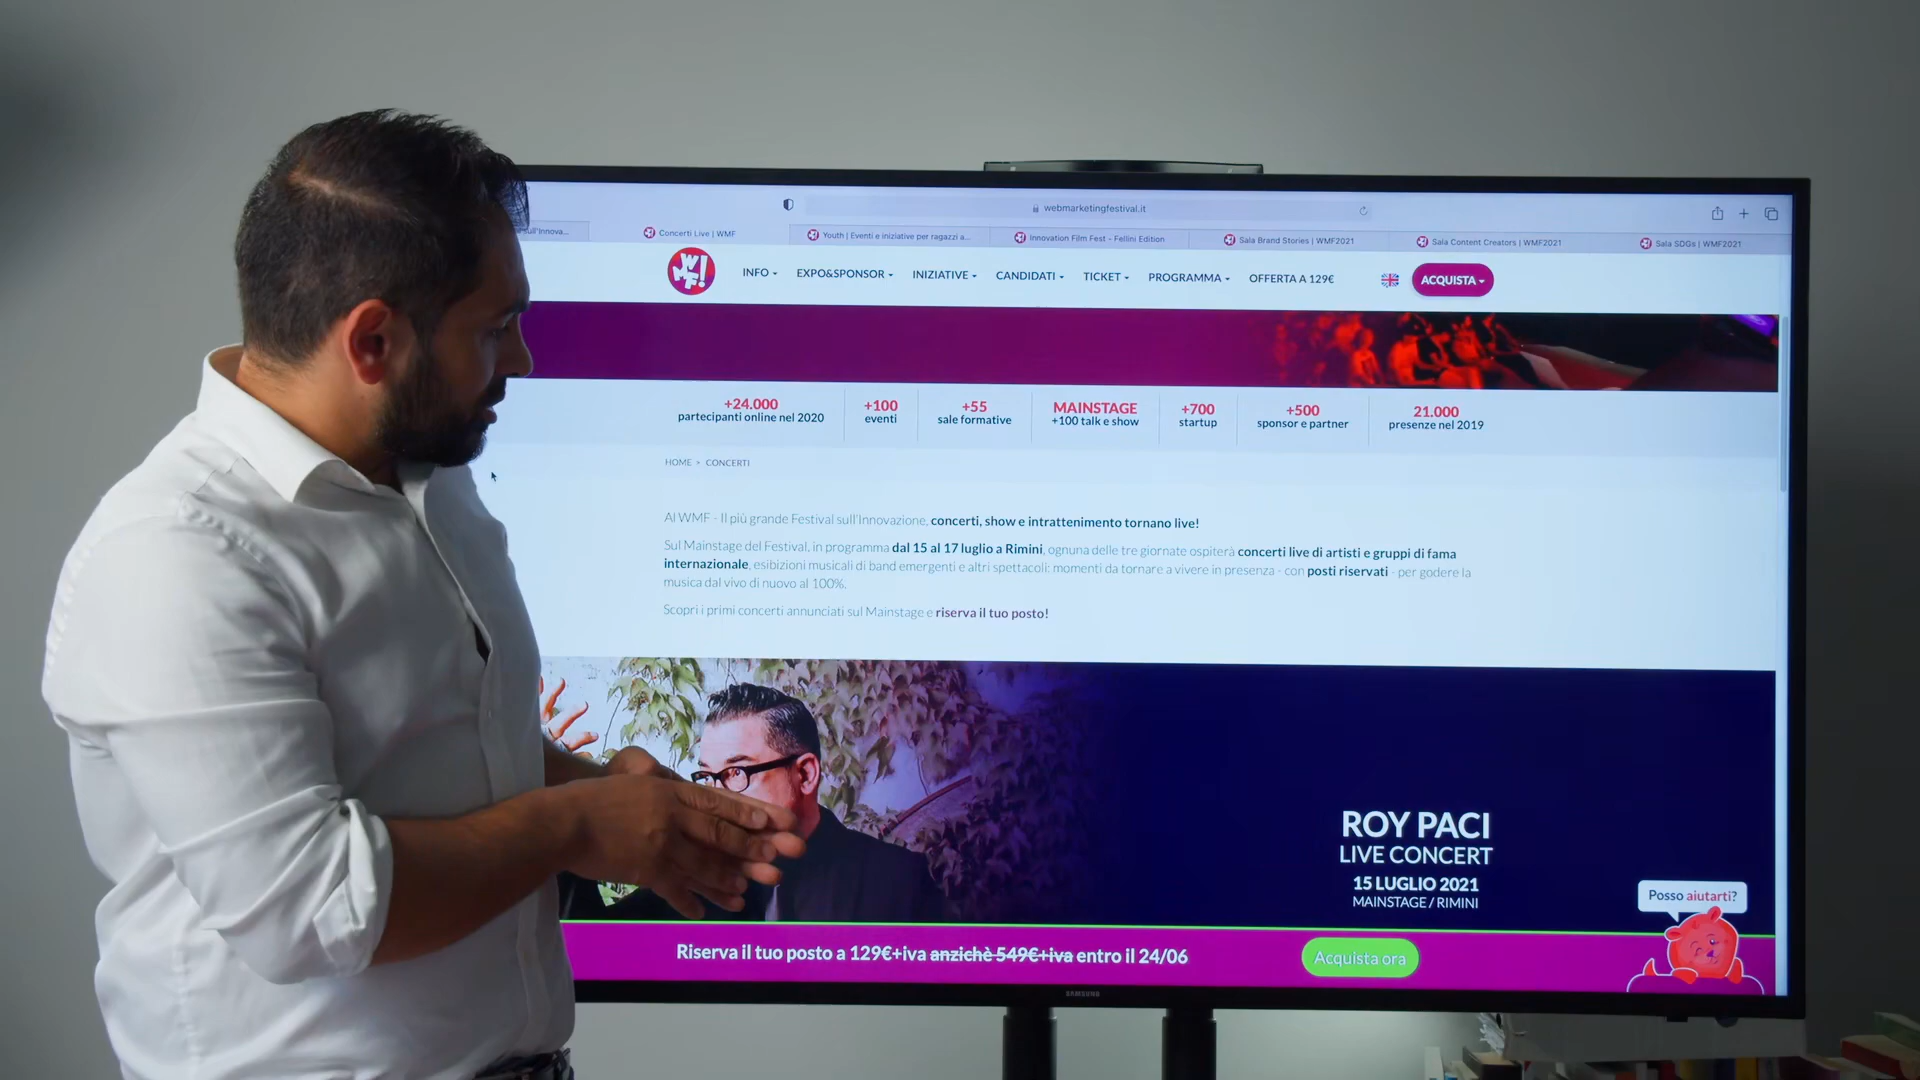 webmarketingfestival.it
sull'Innova...
Concerti Live | WMF
Youth | Eventi e iniziative per ragazzi a...
Innovation Film Fest - Fellini Edition
Sala Brand Stories | WMF2021
Sala Content Creators | WMF2021
Sala SDGs | WMF2021
WMF!
INFO
EXPO&SPONSOR
INIZIATIVE
CANDIDATI
TICKET
PROGRAMMA
OFFERTA A 129€
ACQUISTA
+24.000
partecipanti online nel 2020
+100
eventi
+55
sale formative
MAINSTAGE
+100 talk e show
+700
startup
+500
sponsor e partner
21.000
presenze nel 2019
HOME > CONCERTI
Al WMF - Il più grande Festival sull'Innovazione, concerti, show e intrattenimento tornano live!
Sul Mainstage del Festival, in programma dal 15 al 17 luglio a Rimini, ognuna delle tre giornate ospiterà concerti live di artisti e gruppi di fama
internazionale, esibizioni musicali di band emergenti e altri spettacoli: momenti da tornare a vivere in presenza - con posti riservati - per godere la
musica dal vivo di nuovo al 100%.
Scopri i primi concerti annunciati sul Mainstage e riserva il tuo posto!
ROY PACI
LIVE CONCERT
15 LUGLIO 2021
MAINSTAGE / RIMINI
Posso aiutarti?
Riserva il tuo posto a 129€+iva anzichè 549€+iva entro il 24/06
Acquista ora
SAMSUNG